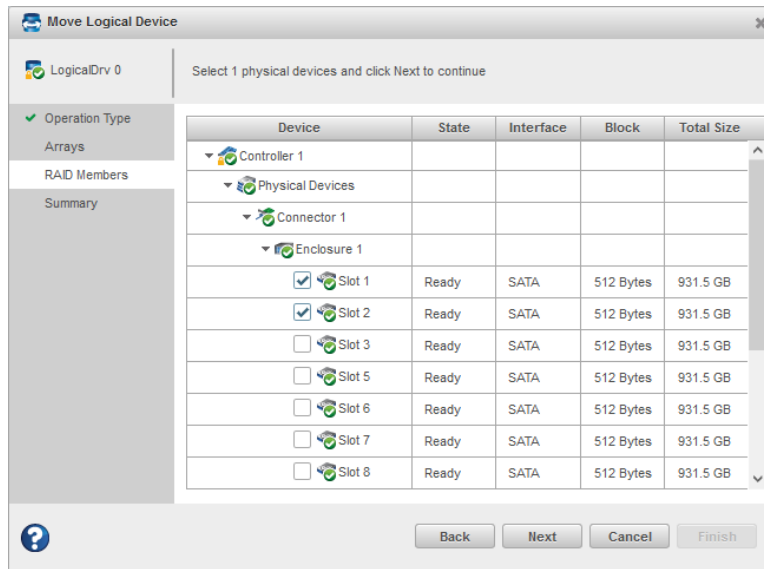 Move Logical Device
LogicalDrv 0
Select 1 physical devices and click Next to continue
Operation Type
Arrays
RAID Members
Summary
Device State Interface Block Total Size
Controller 1
Physical Devices
Connector 1
Enclosure 1
Slot 1 Ready SATA 512 Bytes 931.5 GB
Slot 2 Ready SATA 512 Bytes 931.5 GB
Slot 3 Ready SATA 512 Bytes 931.5 GB
Slot 5 Ready SATA 512 Bytes 931.5 GB
Slot 6 Ready SATA 512 Bytes 931.5 GB
Slot 7 Ready SATA 512 Bytes 931.5 GB
Slot 8 Ready SATA 512 Bytes 931.5 GB
? Back Next Cancel Finish